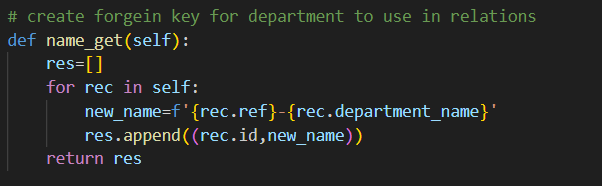 # create forgein key for department to use in relations
def name_get(self):
    res=[]
    for rec in self:
        new_name=f'{rec.ref}-{rec.department_name}'
        res.append((rec.id,new_name))
    return res